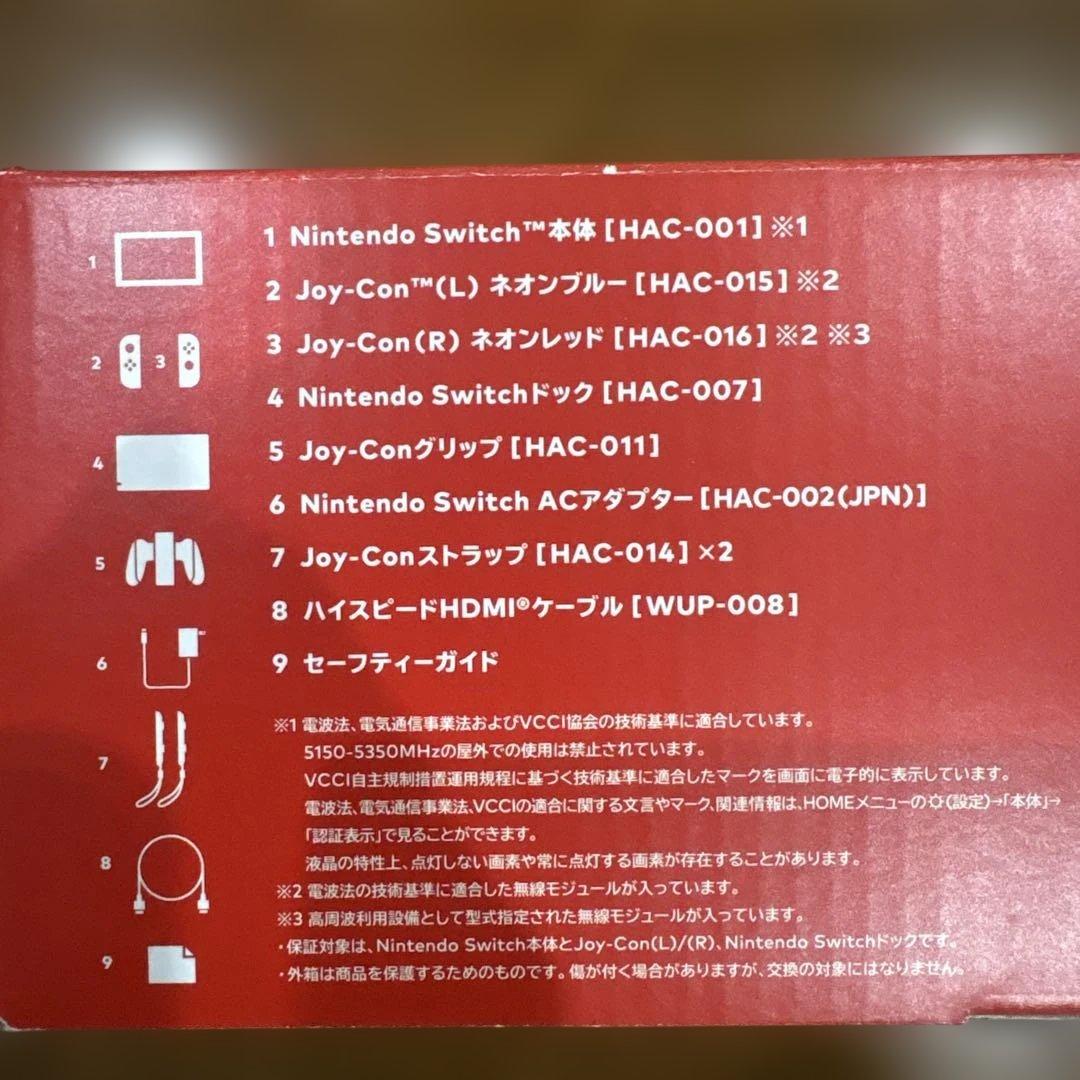 1 Nintendo Switch™本体[HAC-001]※1
2 Joy-Con™(L) ネオンブルー[HAC-015]※2
3 Joy-Con(R) ネオンレッド[HAC-016]※2 ※3
4 Nintendo Switchドック[HAC-007]
5 Joy-Conグリップ[HAC-011]
6 Nintendo Switch ACアダプター[HAC-002(JPN)]
7 Joy-Conストラップ[HAC-014]×2
8 ハイスピードHDMI®ケーブル[WUP-008]
9 セーフティーガイド
※1 電波法、電気通信事業法およびVCCI協会の技術基準に適合しています。
5150-5350MHzの屋外での使用は禁止されています。
VCCI自主規制措置運用規程に基づく技術基準に適合したマークを画面に電子的に表示しています。
電波法、電気通信事業法、VCCIの適合に関する文言やマーク、関連情報は、HOMEメニューの(設定)→「本体」→
「認証表示」で見ることができます。
液晶の特性上、点灯しない画素や常に点灯する画素が存在することがあります。
※2 電波法の技術基準に適合した無線モジュールが入っています。
※3 高周波利用設備として型式指定された無線モジュールが入っています。
・保証対象は、Nintendo Switch本体とJoy-Con(L)/(R)、Nintendo Switchドックです。
・外箱は商品を保護するためのものです。傷が付く場合がありますが、交換の対象にはなりません。
1
2 3
4
5
6
7
8
9